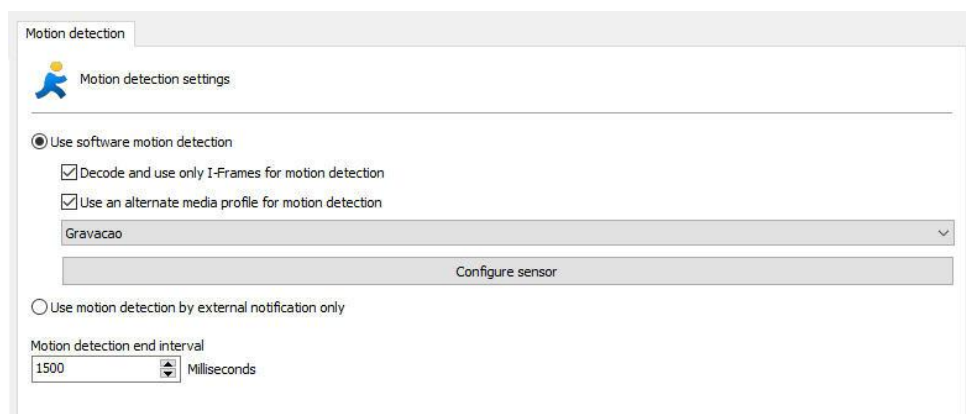 Motion detection
Motion detection settings
Use software motion detection
Decode and use only I-Frames for motion detection
Use an alternate media profile for motion detection
Gravacao
Configure sensor
Use motion detection by external notification only
Motion detection end interval
1500 Milliseconds